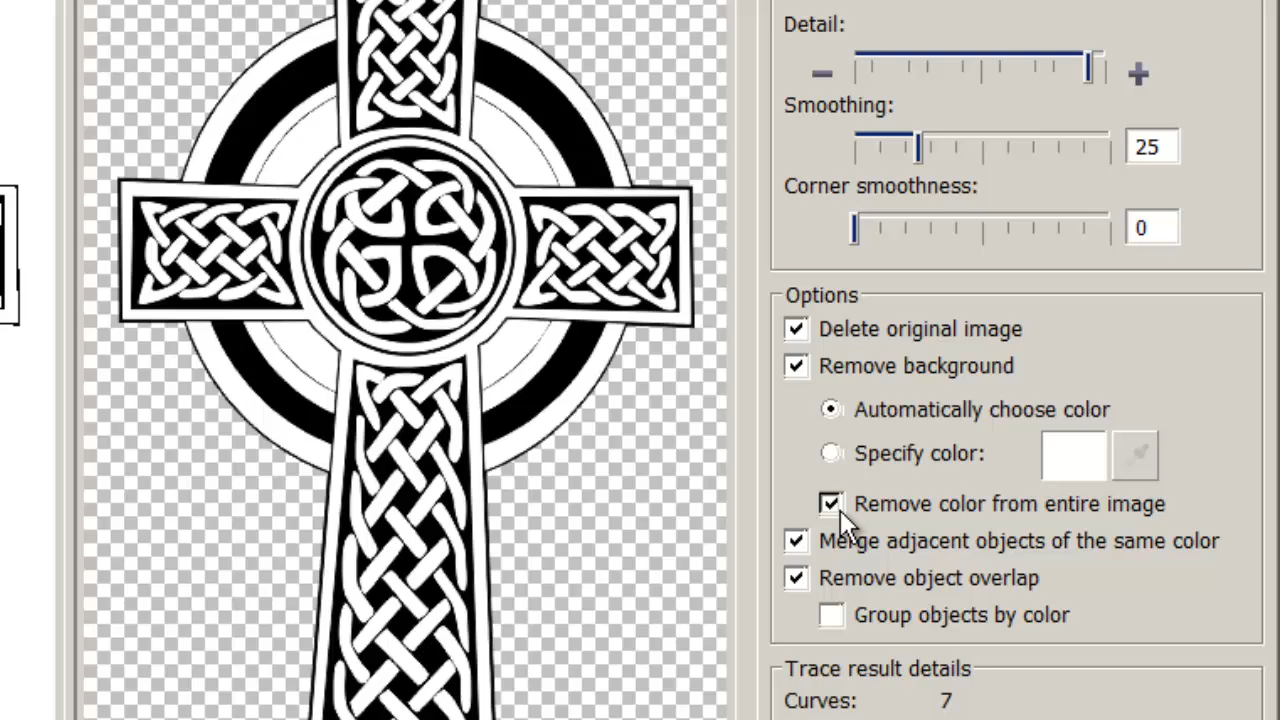 Detail:
Smoothing:
25
Corner smoothness:
0
Options
Delete original image
Remove background
Automatically choose color
Specify color:
Remove color from entire image
Merge adjacent objects of the same color
Remove object overlap
Group objects by color
Trace result details
Curves: 7